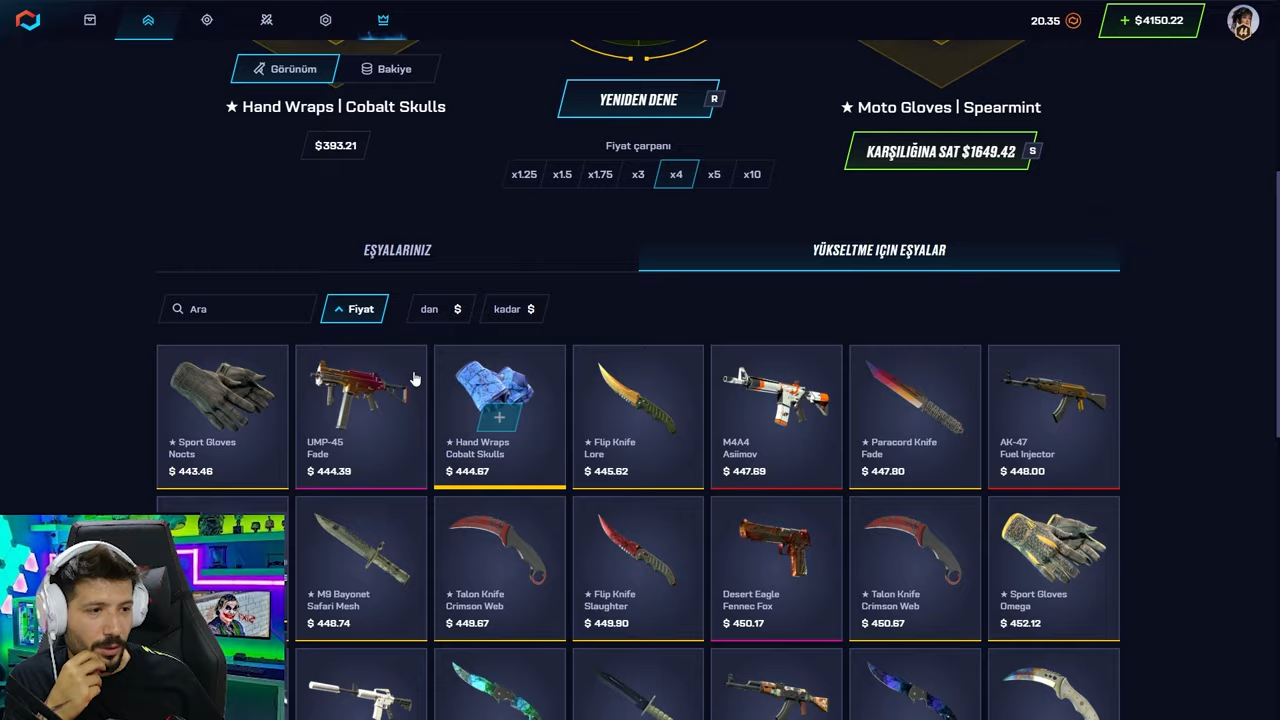 20.35
+ $4150.22
44
Görünüm
Bakiye
★ Hand Wraps | Cobalt Skulls
$393.21
YENİDEN DENE R
Fiyat çarpanı
x1.25 x1.5 x1.75 x3 x4 x5 x10
★ Moto Gloves | Spearmint
KARŞILIĞINA SAT $1649.42 S
EŞYALARINIZ
YÜKSELTME IÇIN EŞYALAR
Ara
Fiyat
dan $
kadar $
★ Sport Gloves
Nocts
$ 443.46
UMP-45
Fade
$ 444.39
★ Hand Wraps
Cobalt Skulls
$ 444.67
★ Flip Knife
Lore
$ 445.62
M4A4
Asiimov
$ 447.69
★ Paracord Knife
Fade
$ 447.80
AK-47
Fuel Injector
$ 448.00
★ M9 Bayonet
Safari Mesh
$ 448.74
★ Talon Knife
Crimson Web
$ 449.67
★ Flip Knife
Slaughter
$ 449.90
Desert Eagle
Fennec Fox
$ 450.17
★ Talon Knife
Crimson Web
$ 450.67
★ Sport Gloves
Omega
$ 452.12